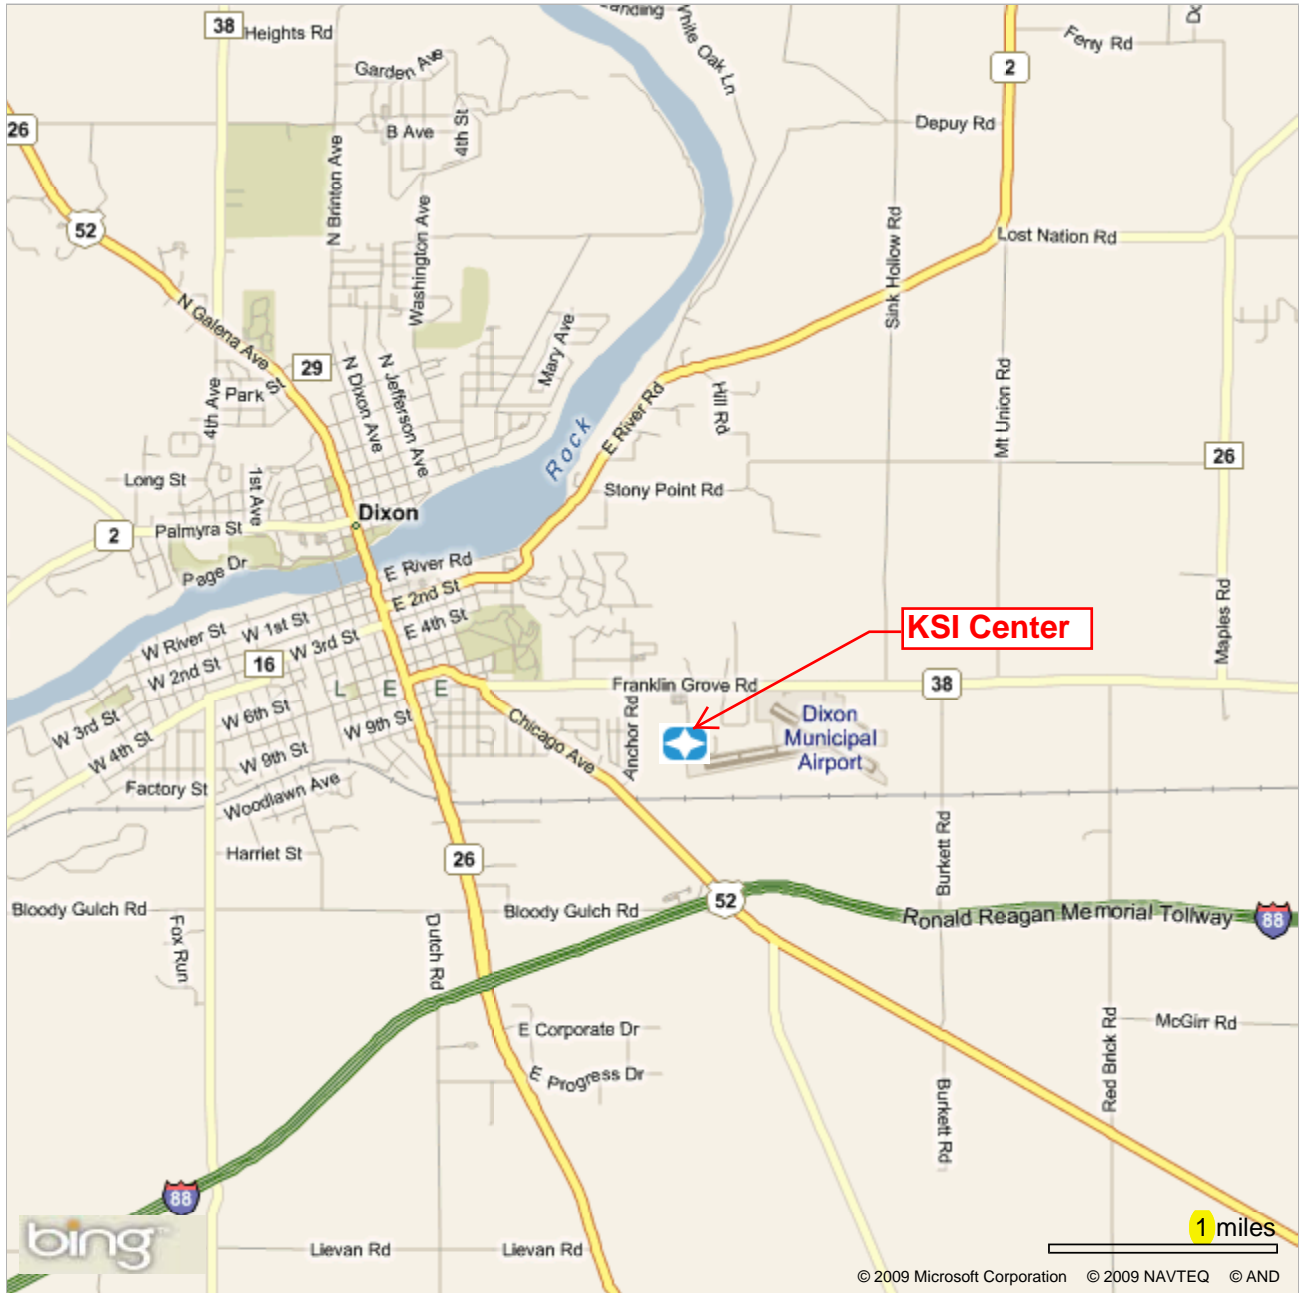 anding
38
Heights Rd
White Oak Ln
Ferry Rd
Garden Ave
2
26
B Ave
4th St
Depuy Rd
N Brinton Ave
Washington Ave
52
Sink Hollow Rd
Lost Nation Rd
N Galena Ave
29
Park St
4th Ave
N Dixon Ave
N Jefferson Ave
Mary Ave
Hill Rd
Mt Union Rd
E River Rd
Rock
26
Long St
1st Ave
Stony Point Rd
Dixon
2
Palmyra St
Page Dr
E River Rd
E 2nd St
E 4th St
Maples Rd
KSI Center
W River St
W 1st St
W 2nd St
16
W 3rd St
LEE
Franklin Grove Rd
38
W 3rd St
W 4th St
W 6th St
W 9th St
W 9th St
Chicago Ave
Anchor Rd
Dixon
Municipal
Airport
Factory St
Woodlawn Ave
Harriet St
26
Burkett Rd
Bloody Gulch Rd
Bloody Gulch Rd
52
Ronald Reagan Memorial Tollway
88
Fox Run
Dutch Rd
E Corporate Dr
McGirr Rd
Red Brick Rd
E Progress Dr
Burkett Rd
88
bing
1 miles
Lievan Rd
Lievan Rd
© 2009 Microsoft Corporation © 2009 NAVTEQ © AND